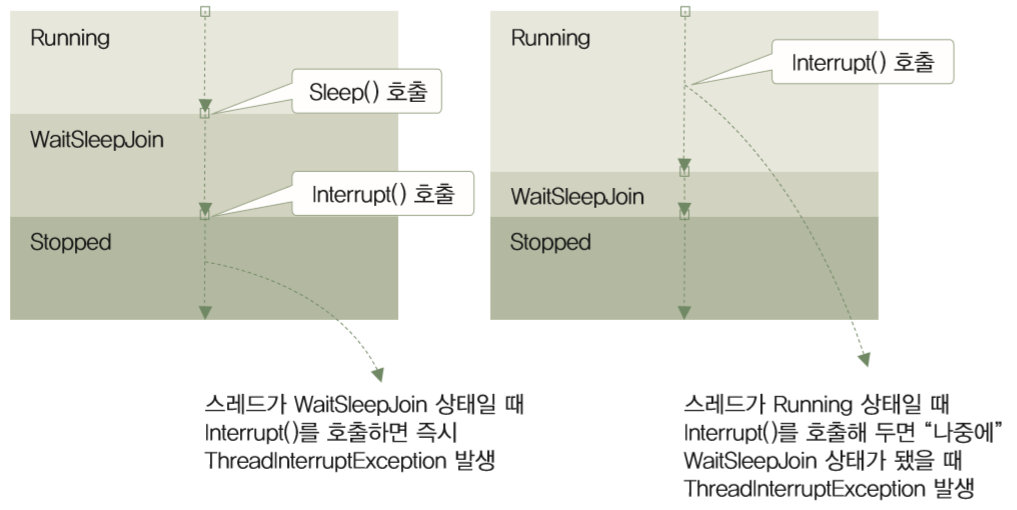 Running
Sleep() 호출
WaitSleepJoin
Interrupt() 호출
Stopped
스레드가 WaitSleepJoin 상태일 때
Interrupt()를 호출하면 즉시
ThreadInterruptException 발생
Running
Interrupt() 호출
WaitSleepJoin
Stopped
스레드가 Running 상태일 때
Interrupt()를 호출해 두면 “나중에”
WaitSleepJoin 상태가 됐을 때
ThreadInterruptException 발생